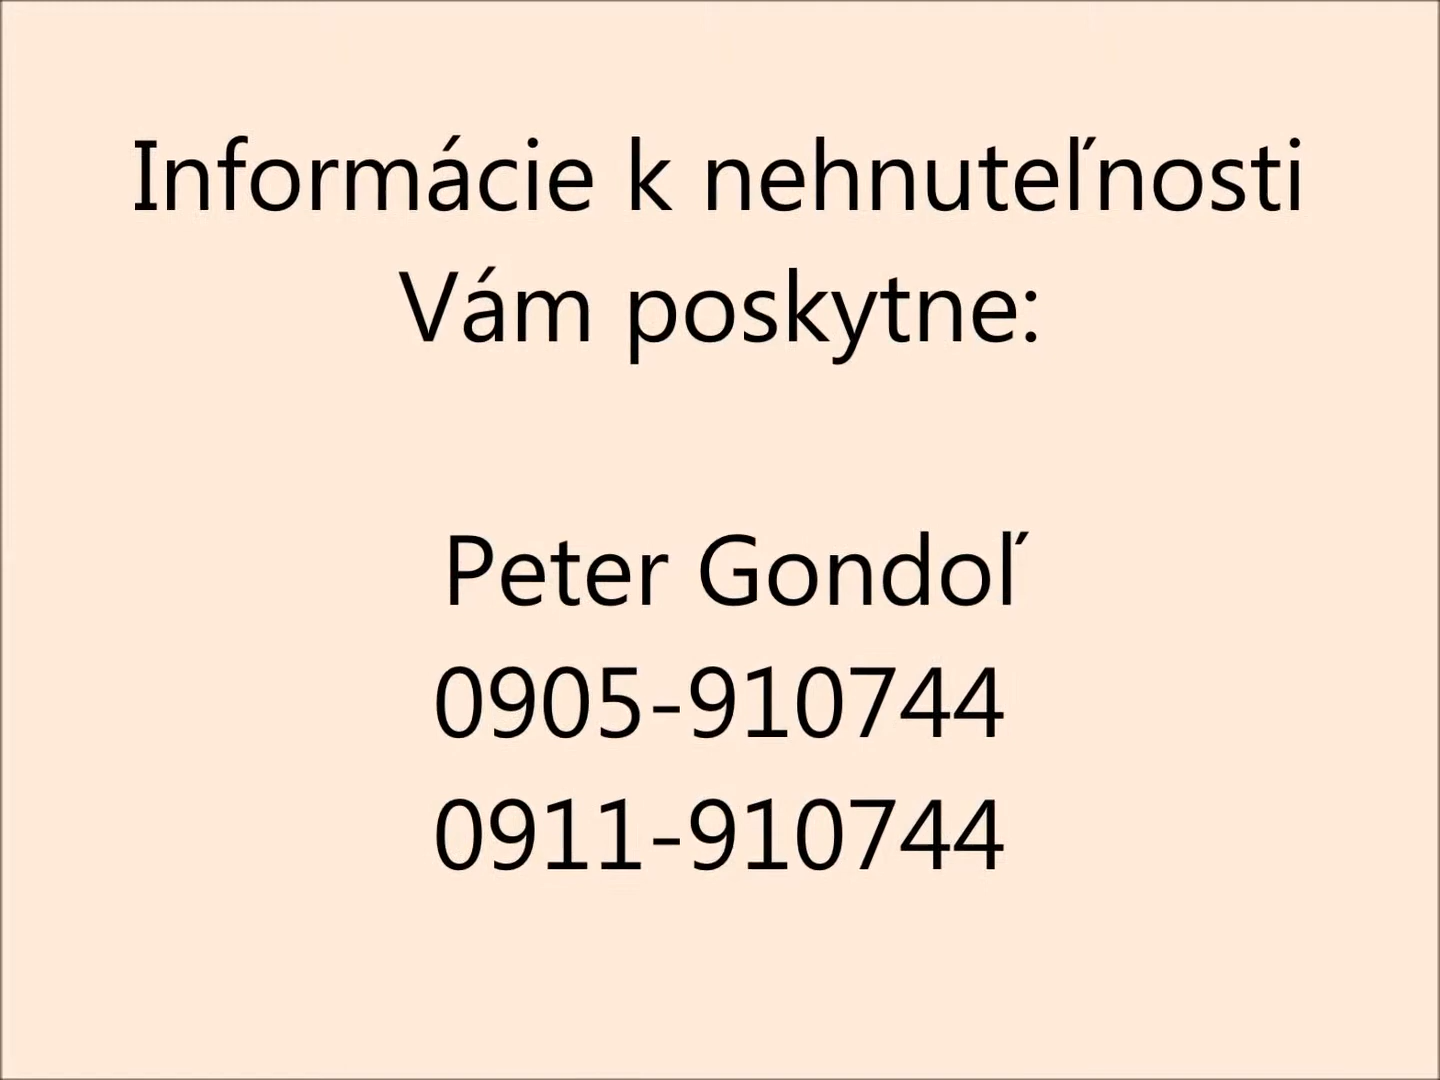 Informácie k nehnuteľnosti
Vám poskytne:
Peter Gondoľ
0905-910744
0911-910744